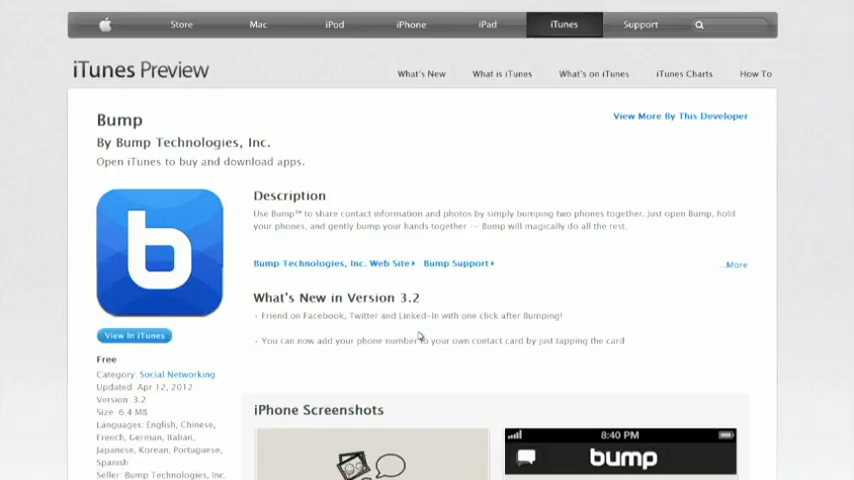 Store Mac iPod iPhone iPad iTunes Support
iTunes Preview
What's New What is iTunes What's on iTunes iTunes Charts How To
Bump
View More By This Developer
By Bump Technologies, Inc.
Open iTunes to buy and download apps.
Description
Use Bump™ to share contact information and photos by simply bumping two phones together. Just open Bump, hold
your phones, and gently bump your hands together — Bump will magically do all the rest.
Bump Technologies, Inc. Web Site Bump Support
...More
What's New in Version 3.2
- Friend on Facebook, Twitter and Linked-In with one click after Bumping!
- You can now add your phone number to your own contact card by just tapping the card
View In iTunes
Free
Category: Social Networking
Updated: Apr 12, 2012
Version: 3.2
Size: 6.4 MB
Languages: English, Chinese,
French, German, Italian,
Japanese, Korean, Portuguese,
Spanish
Seller: Bump Technologies, Inc.
iPhone Screenshots
8:40 PM
bump